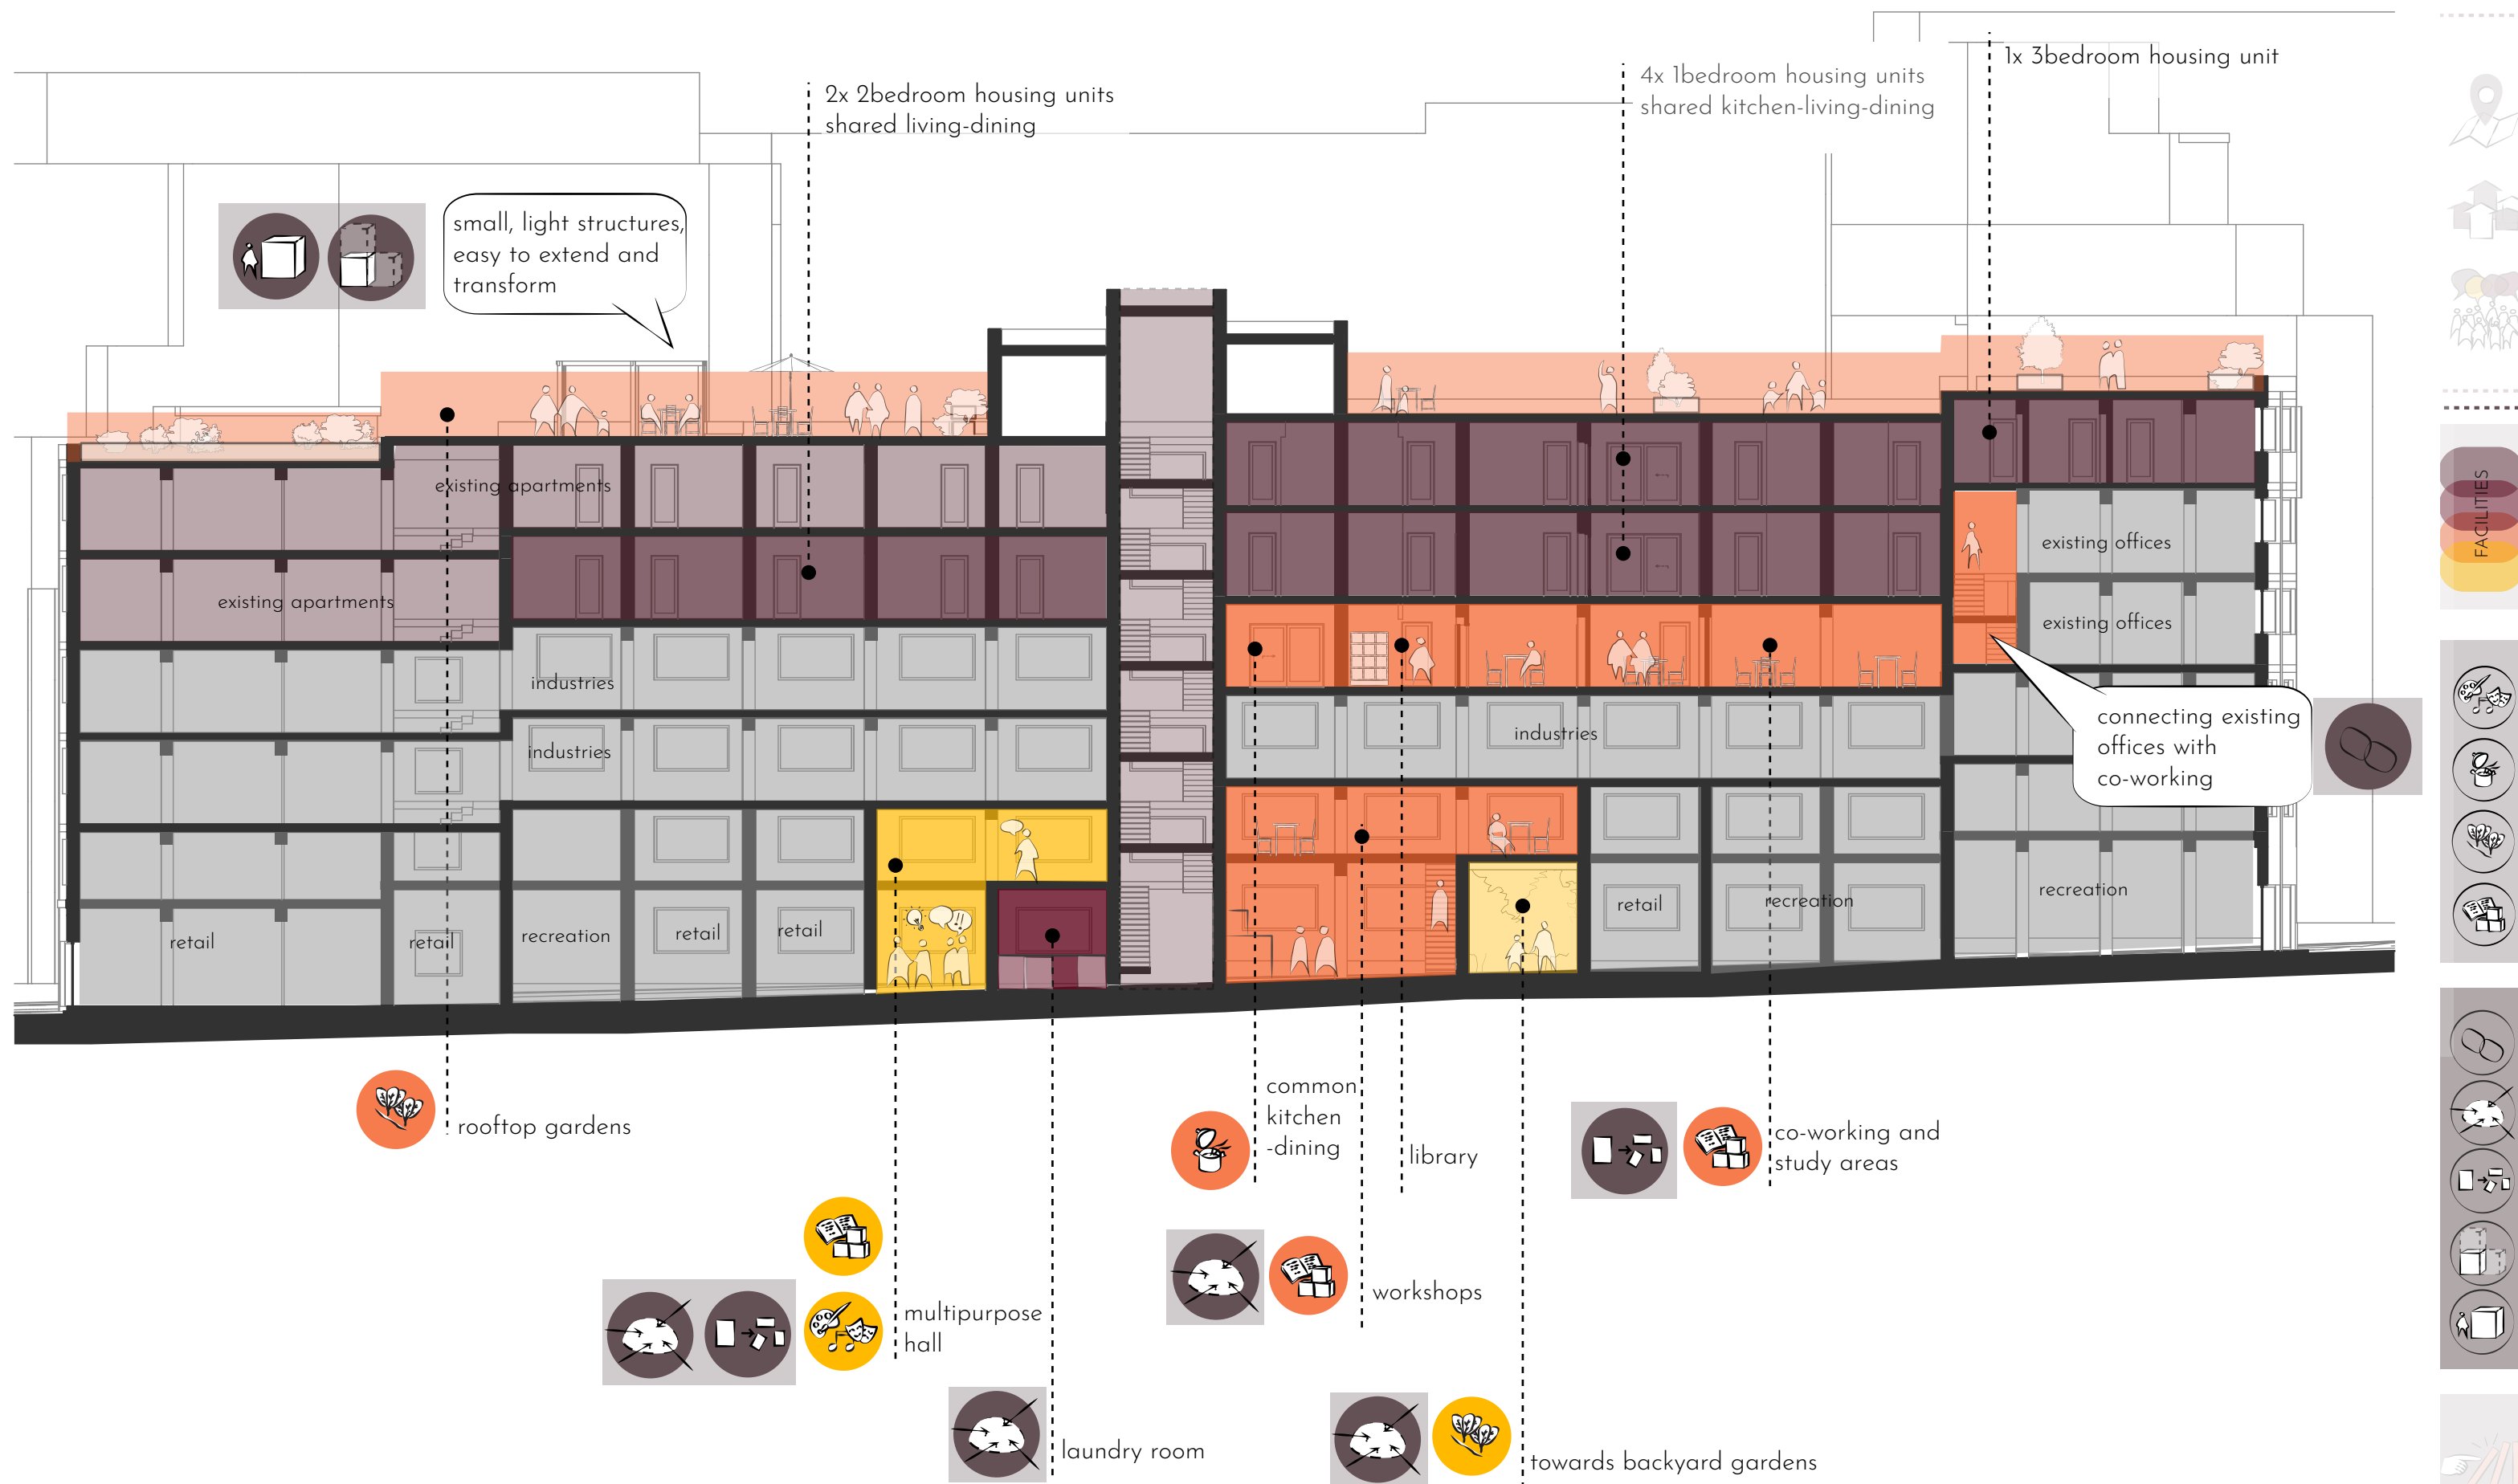 1x 3bedroom housing unit
4x 1bedroom housing units
shared kitchen-living-dining
2x 2bedroom housing units
shared living-dining
small, light structures,
easy to extend and
transform
existing apartments
existing apartments
existing offices
existing offices
FACILITIES
industries
industries
industries
connecting existing
offices with
co-working
retail
retail
recreation
retail
retail
retail
recreation
recreation
rooftop gardens
common
kitchen
-dining
library
co-working and
study areas
multipurpose
hall
workshops
laundry room
towards backyard gardens